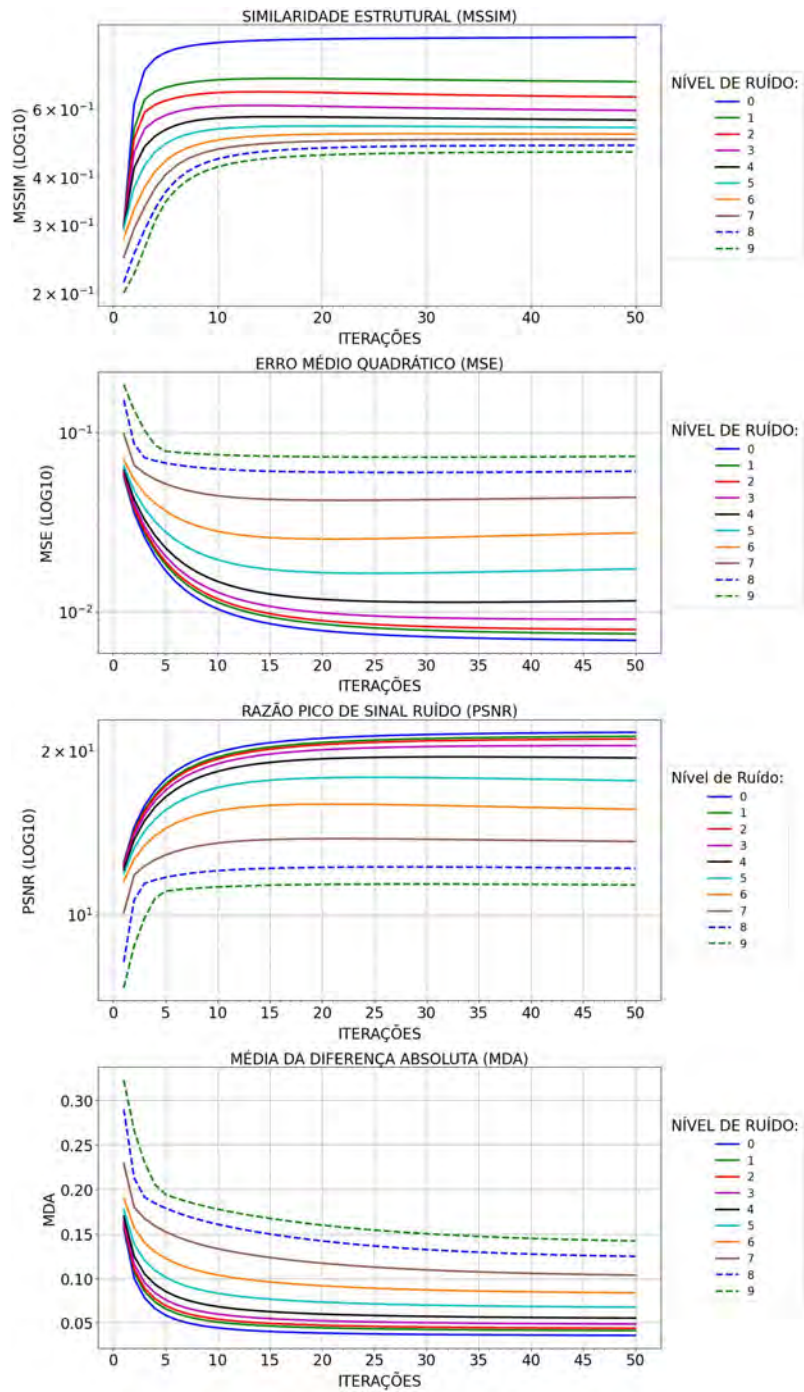 SIMILARIDADE ESTRUTURAL (MSSIM)
MSSIM (LOG10)
6 × 10⁻¹
4 × 10⁻¹
3 × 10⁻¹
2 × 10⁻¹
0 10 20 30 40 50
ITERAÇÕES
NÍVEL DE RUÍDO:
0
1
2
3
4
5
6
7
8
9
ERRO MÉDIO QUADRÁTICO (MSE)
MSE (LOG10)
10⁻¹
10⁻²
0 5 10 15 20 25 30 35 40 45 50
ITERAÇÕES
NÍVEL DE RUÍDO:
0
1
2
3
4
5
6
7
8
9
RAZÃO PICO DE SINAL RUÍDO (PSNR)
PSNR (LOG10)
2 × 10¹
10¹
0 5 10 15 20 25 30 35 40 45 50
ITERAÇÕES
Nível de Ruído:
0
1
2
3
4
5
6
7
8
9
MÉDIA DA DIFERENÇA ABSOLUTA (MDA)
MDA
0.30
0.25
0.20
0.15
0.10
0.05
0 5 10 15 20 25 30 35 40 45 50
ITERAÇÕES
NÍVEL DE RUÍDO:
0
1
2
3
4
5
6
7
8
9